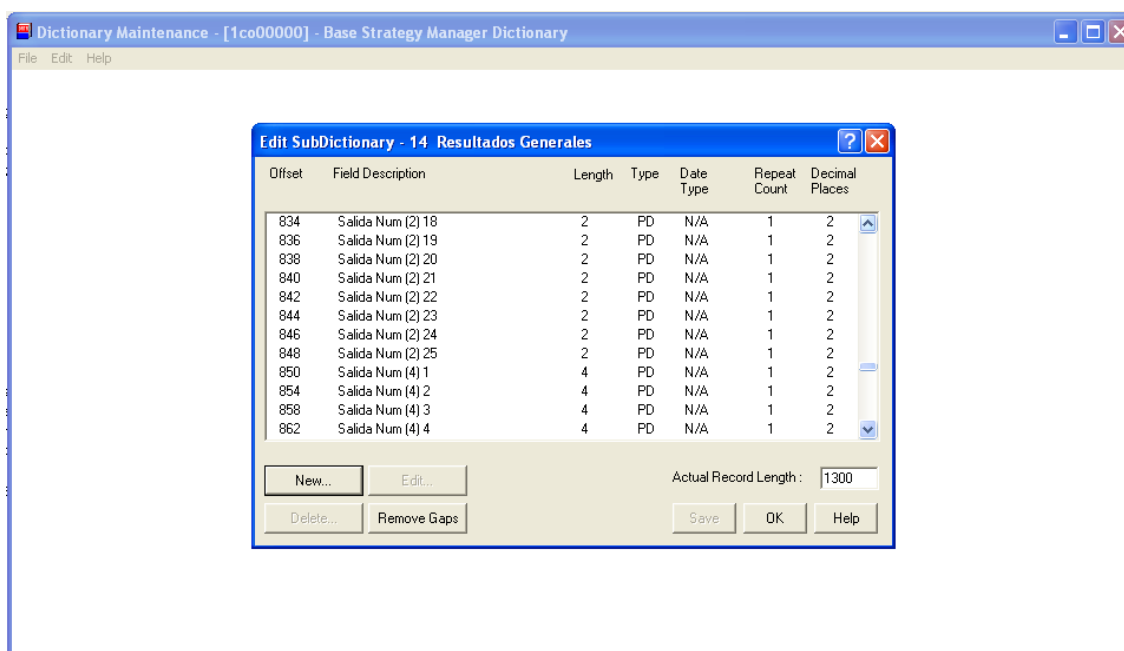 Dictionary Maintenance - [1co00000] - Base Strategy Manager Dictionary
File Edit Help
Edit SubDictionary - 14 Resultados Generales
Offset Field Description Length Type Date Type Repeat Count Decimal Places
834 Salida Num (2) 18 2 PD N/A 1 2
836 Salida Num (2) 19 2 PD N/A 1 2
838 Salida Num (2) 20 2 PD N/A 1 2
840 Salida Num (2) 21 2 PD N/A 1 2
842 Salida Num (2) 22 2 PD N/A 1 2
844 Salida Num (2) 23 2 PD N/A 1 2
846 Salida Num (2) 24 2 PD N/A 1 2
848 Salida Num (2) 25 2 PD N/A 1 2
850 Salida Num (4) 1 4 PD N/A 1 2
854 Salida Num (4) 2 4 PD N/A 1 2
858 Salida Num (4) 3 4 PD N/A 1 2
862 Salida Num (4) 4 4 PD N/A 1 2
New... Edit... Actual Record Length : 1300
Delete... Remove Gaps Save OK Help